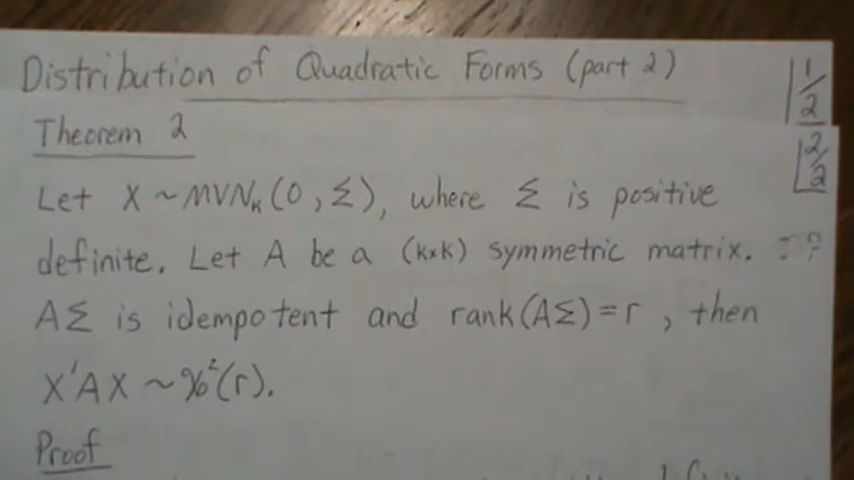 Distribution of Quadratic Forms (part 2)
1/2
Theorem 2
2/2
Let X ~ MVNₖ(0, Σ), where Σ is positive
definite. Let A be a (k×k) symmetric matrix.
AΣ is idempotent and rank(AΣ) = r, then
X'AX ~ χ²(r).
Proof